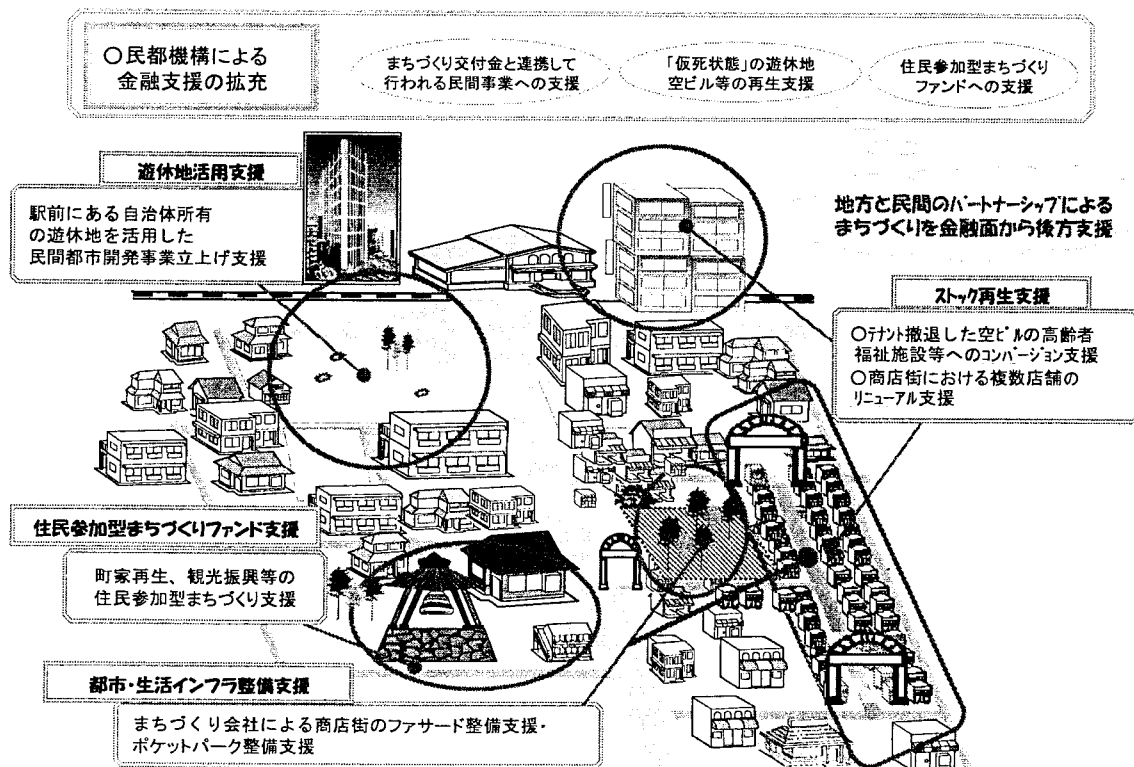 ○民都機構による
金融支援の拡充
まちづくり交付金と連携して
行われる民間事業への支援
「仮死状態」の遊休地
空ビル等の再生支援
住民参加型まちづくり
ファンドへの支援
遊休地活用支援
駅前にある自治体所有
の遊休地を活用した
民間都市開発事業立上げ支援
地方と民間のパートナーシップによる
まちづくりを金融面から後方支援
ストック再生支援
○テナント撤退した空ビルの高齢者
福祉施設等へのコンバージョン支援
○商店街における複数店舗の
リニューアル支援
住民参加型まちづくりファンド支援
町家再生、観光振興等の
住民参加型まちづくり支援
都市・生活インフラ整備支援
まちづくり会社による商店街のファサード整備支援・
ポケットパーク整備支援